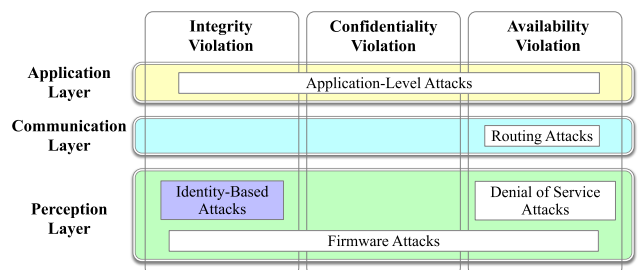 Integrity
Violation
Confidentiality
Violation
Availability
Violation
Application
Layer
Application-Level Attacks
Communication
Layer
Routing Attacks
Perception
Layer
Identity-Based
Attacks
Denial of Service
Attacks
Firmware Attacks